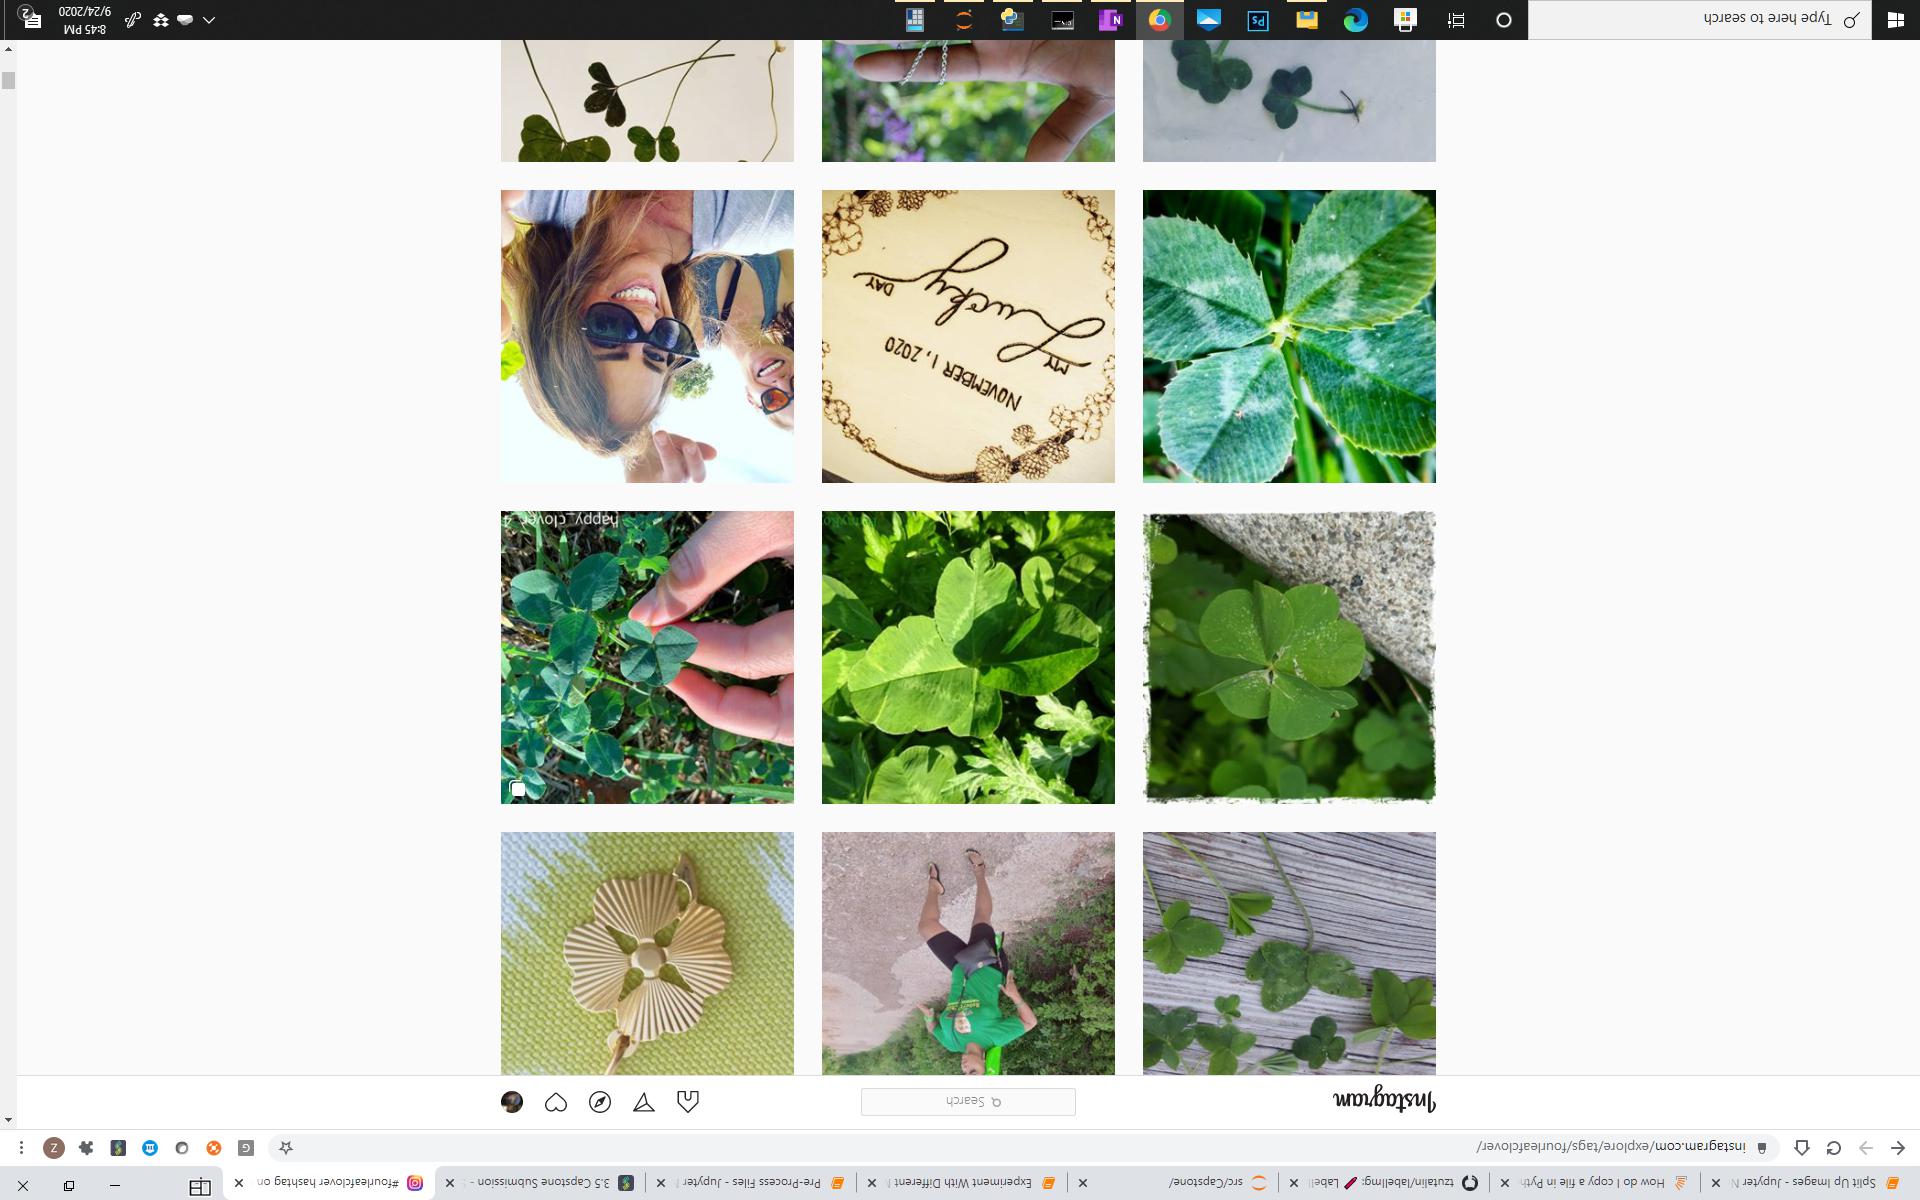 Split Up Images - Jupyter N
How do I copy a file in Pyth
tzutalin/labelImg: Label
src/Capstone/
Experiment With Different
Pre-Process Files - Jupyter
3.5 Capstone Submission -
#fourleafclover hashtag on
instagram.com/explore/tags/fourleafclover/
G
Z
Instagram
Search
happy_clover_4
NOVEMBER 1, 2020
MY
Lucky
DAY
Type here to search
Ps
N
8:45 PM
9/24/2020
2